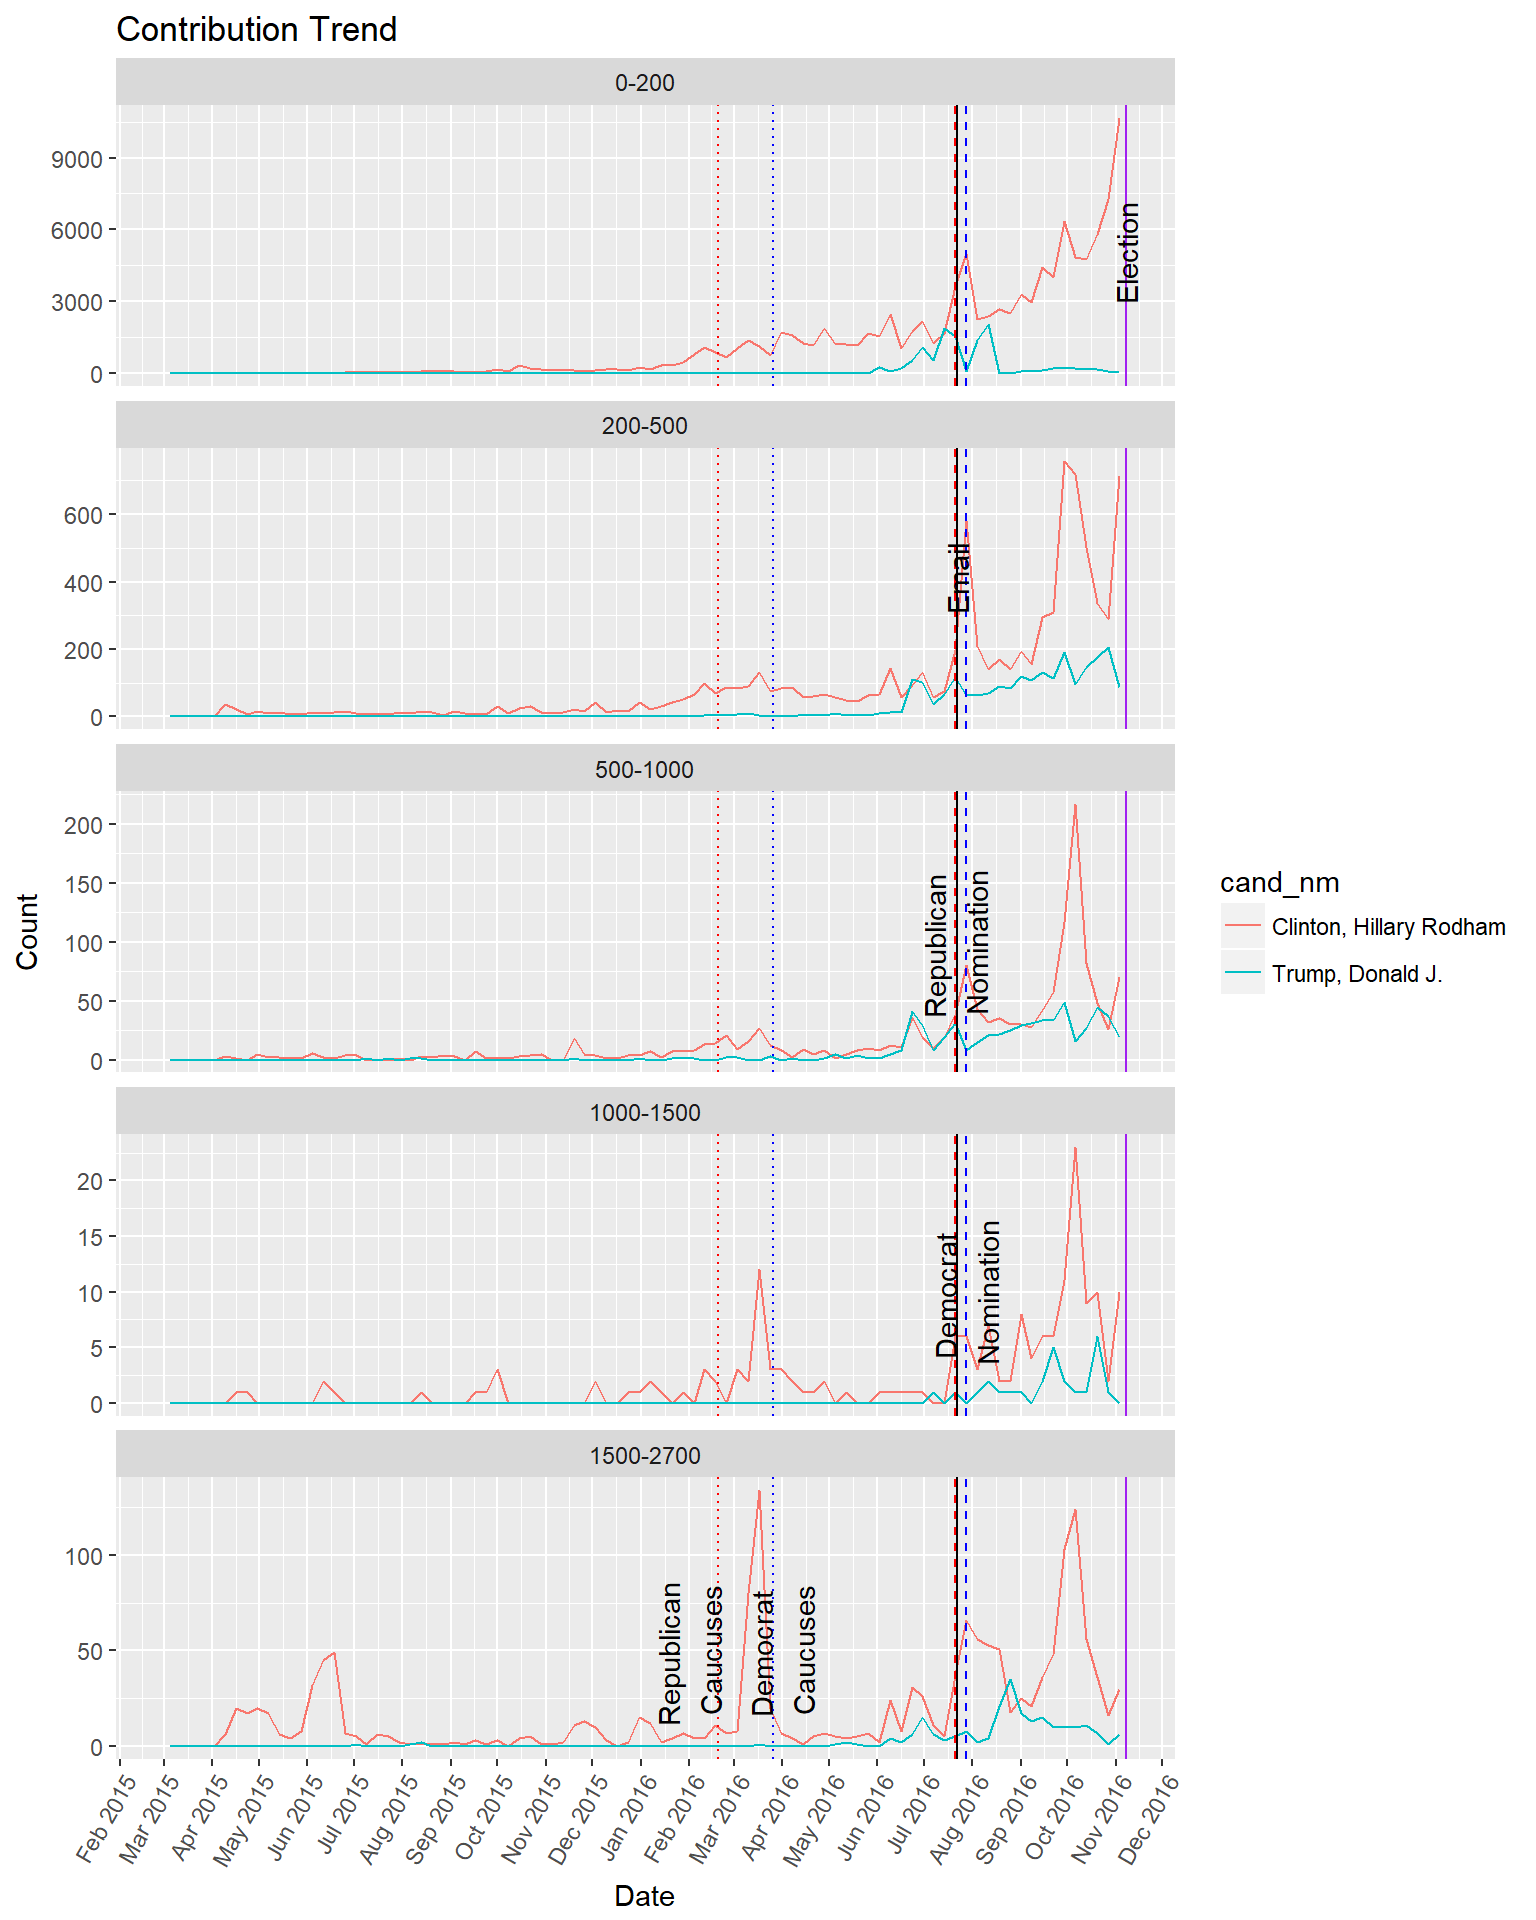 Contribution Trend
0-200
9000
6000
3000
0
Election
200-500
600
400
200
0
Email
500-1000
200
150
100
50
0
Republican
Nomination
Count
cand_nm
Clinton, Hillary Rodham
Trump, Donald J.
1000-1500
20
15
10
5
0
Democrat
Nomination
1500-2700
100
50
0
Republican
Caucuses
Democrat
Caucuses
Feb 2015
Mar 2015
Apr 2015
May 2015
Jun 2015
Jul 2015
Aug 2015
Sep 2015
Oct 2015
Nov 2015
Dec 2015
Jan 2016
Feb 2016
Mar 2016
Apr 2016
May 2016
Jun 2016
Jul 2016
Aug 2016
Sep 2016
Oct 2016
Nov 2016
Dec 2016
Date